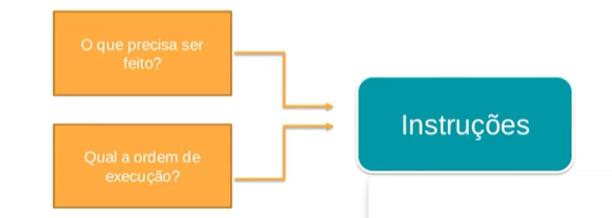 O que precisa ser
feito?
Qual a ordem de
execução?
Instruções